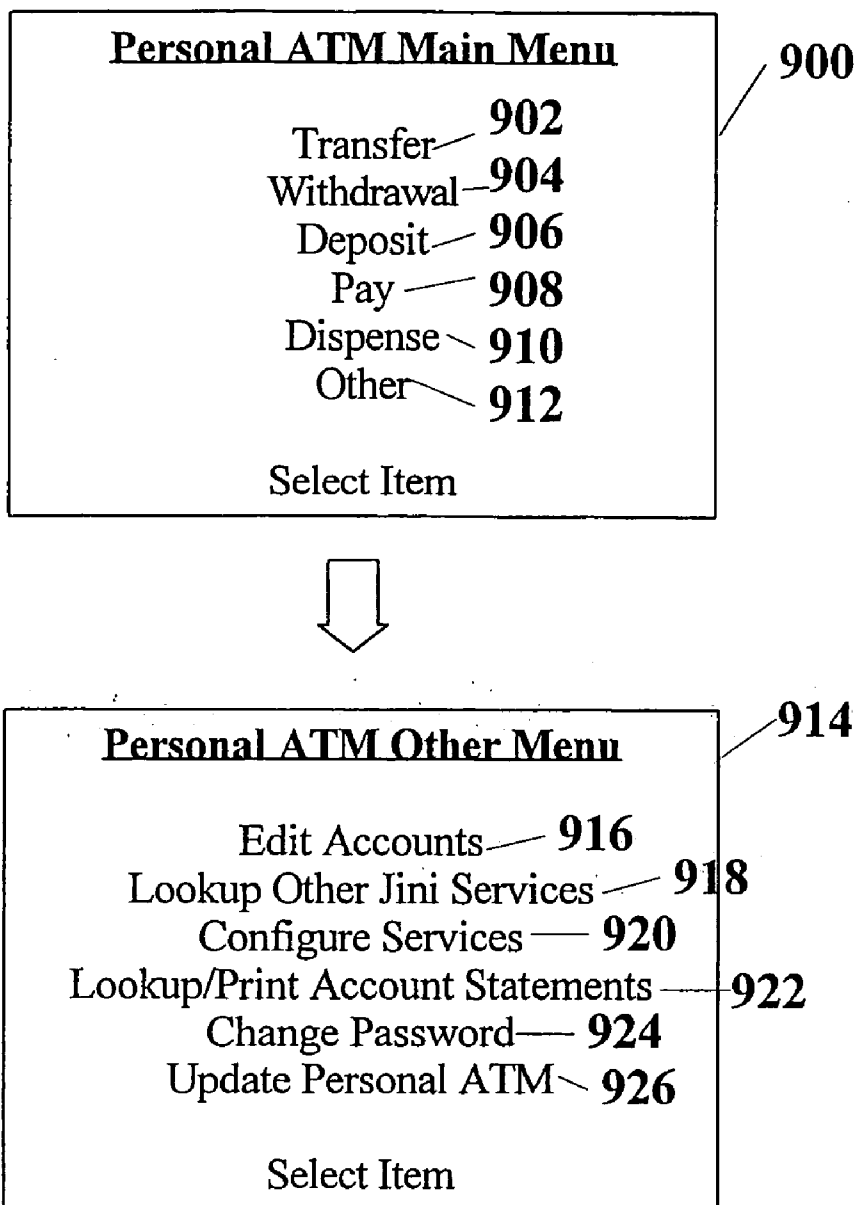 Personal ATM Main Menu
900
Transfer 902
Withdrawal 904
Deposit 906
Pay 908
Dispense 910
Other 912
Select Item
Personal ATM Other Menu
914
Edit Accounts 916
Lookup Other Jini Services 918
Configure Services 920
Lookup/Print Account Statements 922
Change Password 924
Update Personal ATM 926
Select Item